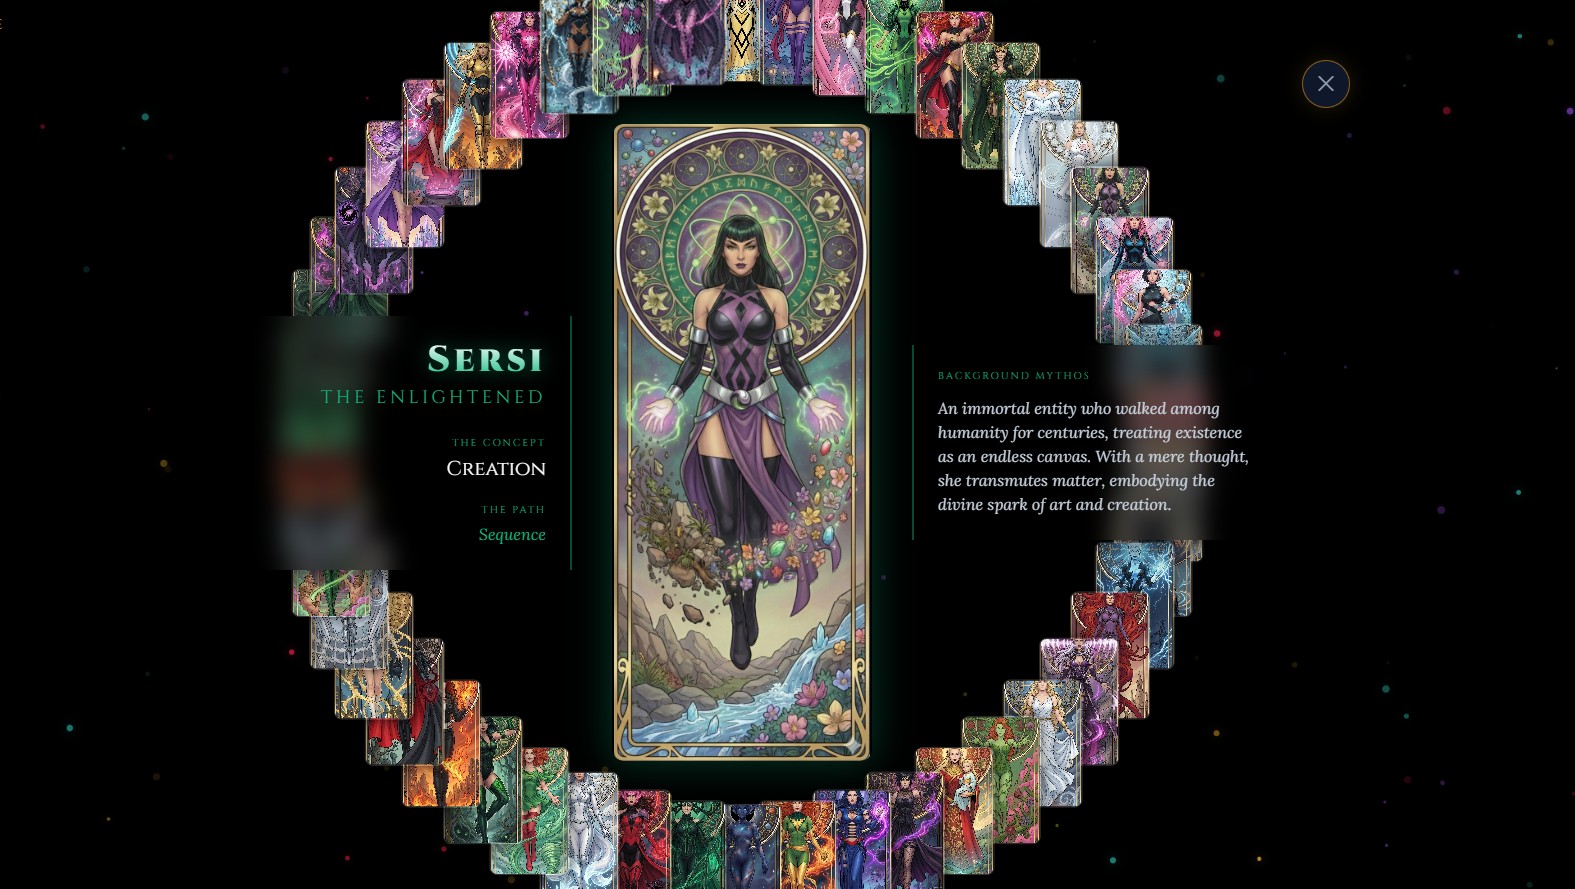 SERSI
THE ENLIGHTENED
THE CONCEPT
CREATION
THE PATH
Sequence
BACKGROUND MYTHOS
An immortal entity who walked among
humanity for centuries, treating existence
as an endless canvas. With a mere thought,
she transmutes matter, embodying the
divine spark of art and creation.